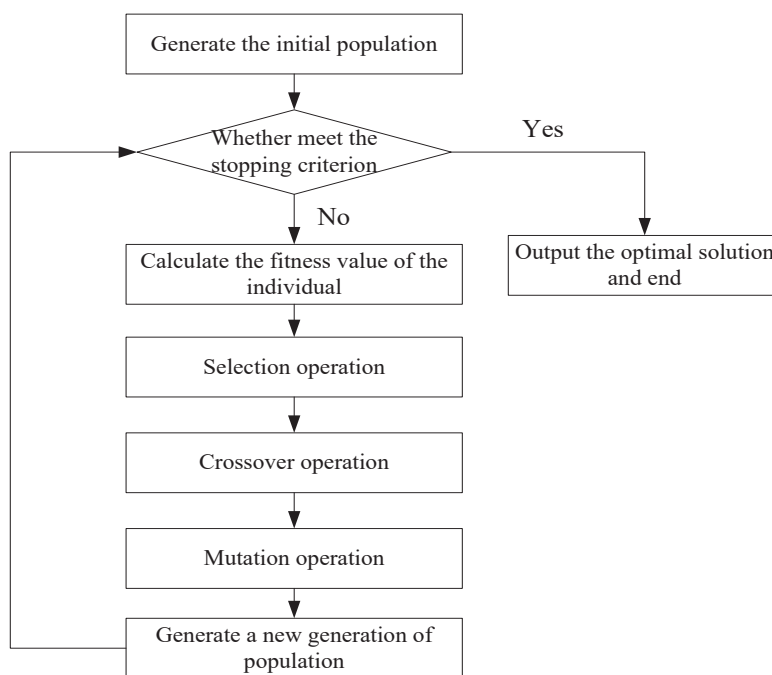 Generate the initial population
Whether meet the
stopping criterion
Yes
No
Output the optimal solution
and end
Calculate the fitness value of the
individual
Selection operation
Crossover operation
Mutation operation
Generate a new generation of
population